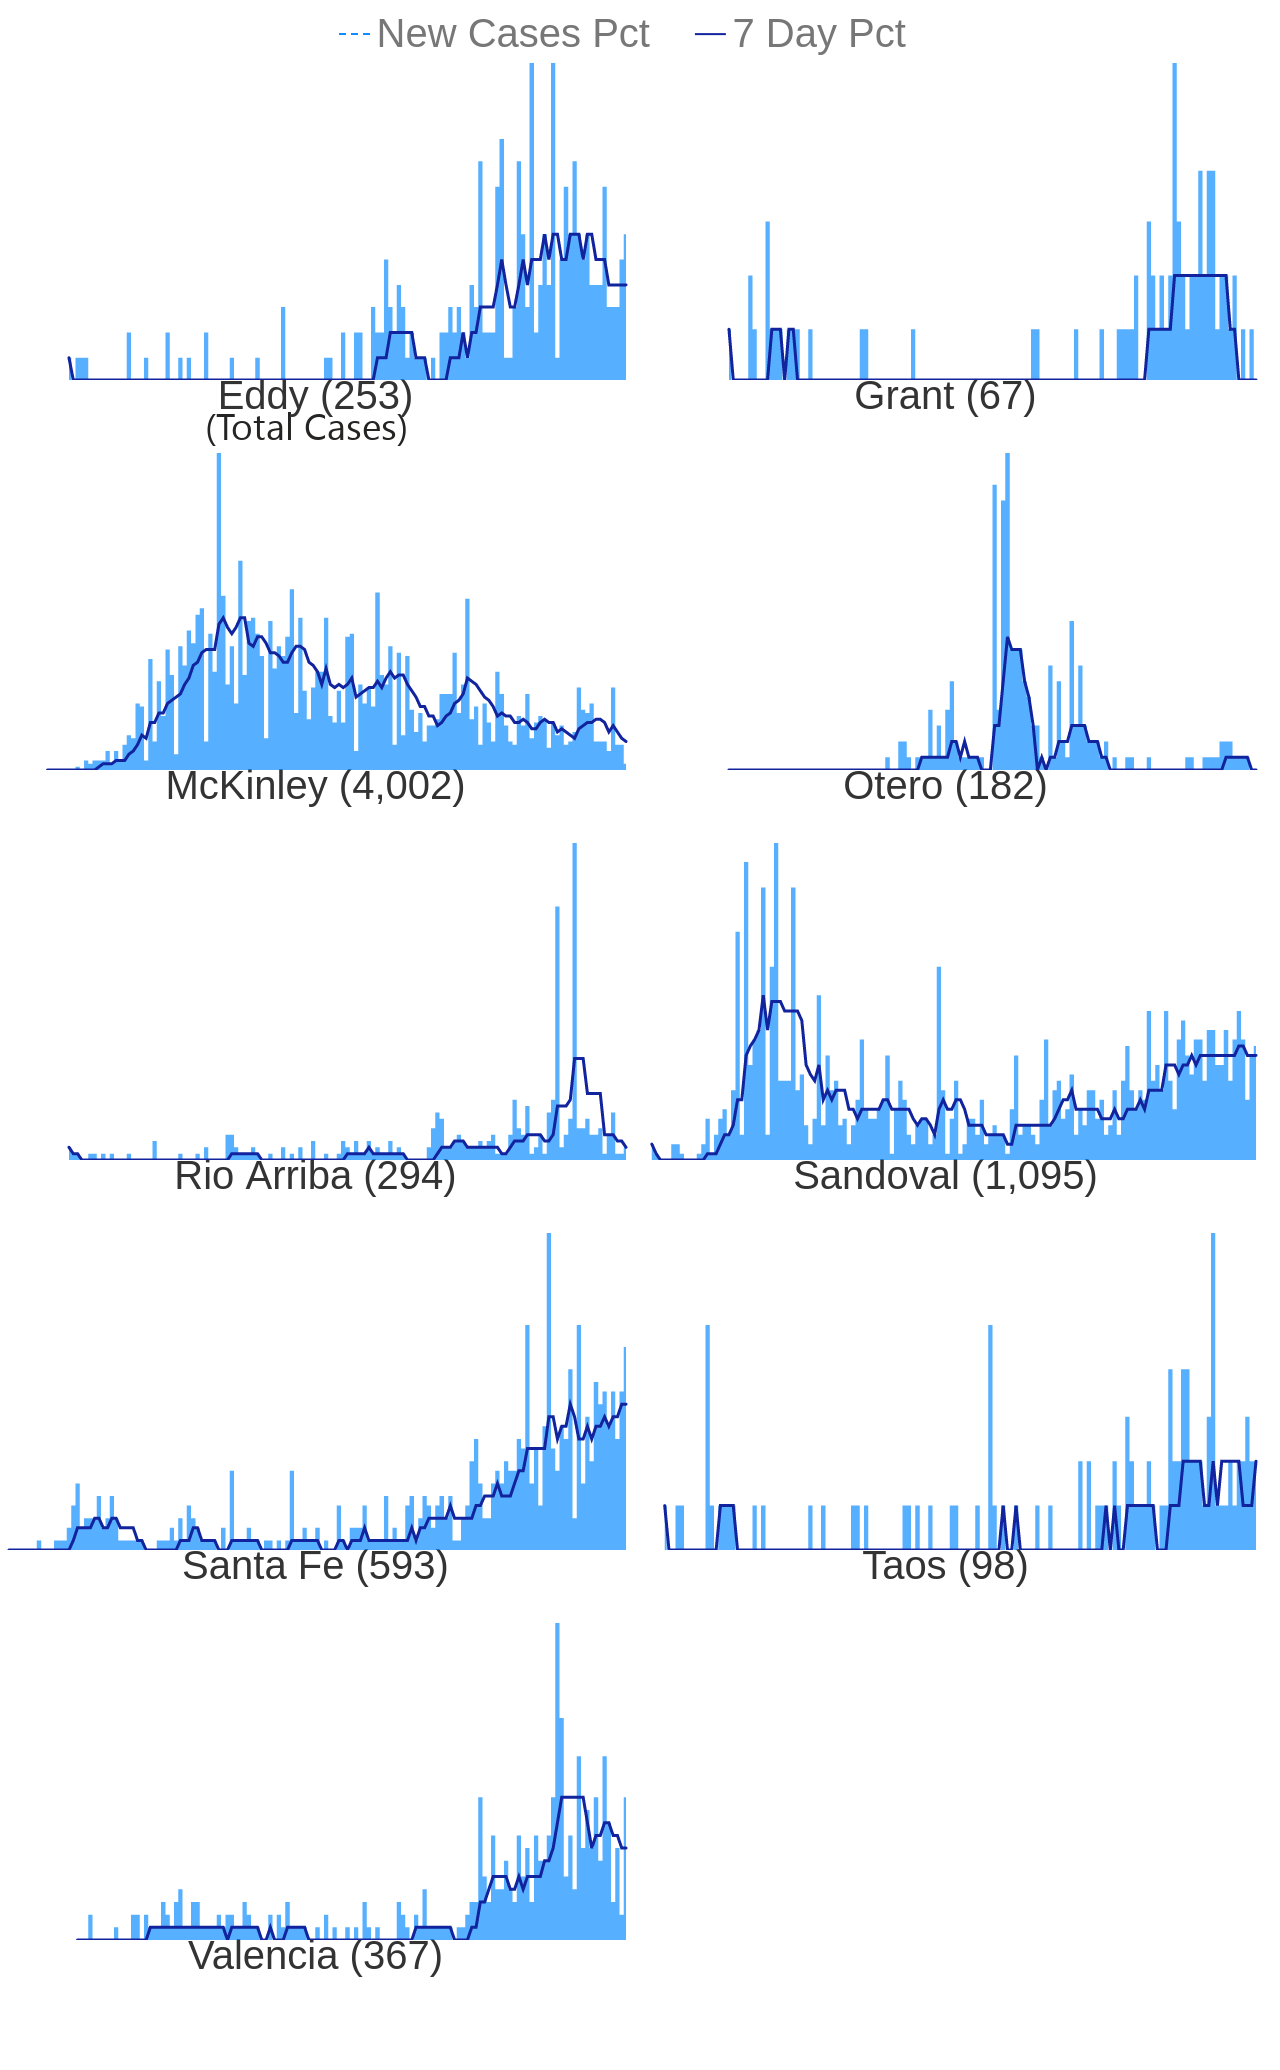 New Cases Pct 7 Day Pct
Eddy (253) Grant (67)
(Total Cases)
McKinley (4,002) Otero (182)
Rio Arriba (294) Sandoval (1,095)
Santa Fe (593) Taos (98)
Valencia (367)